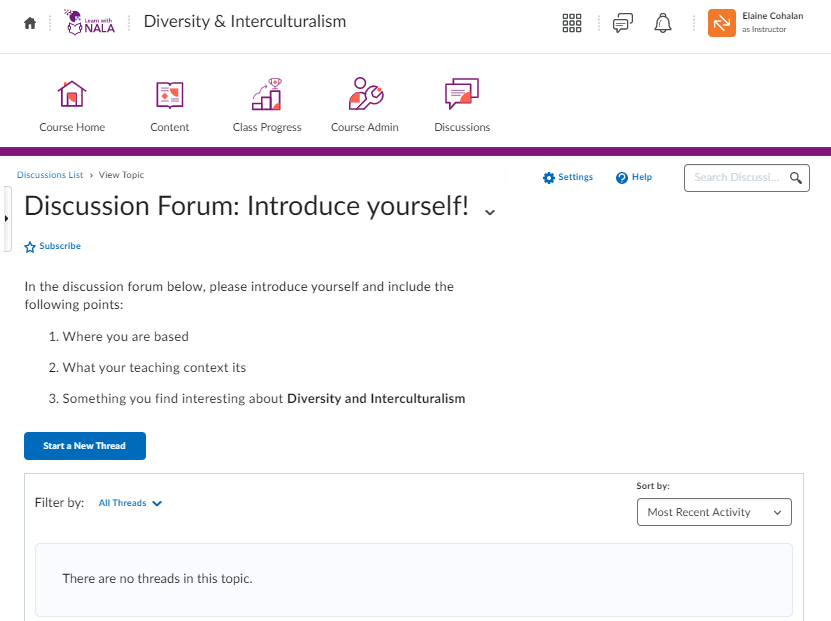 Learn with
NALA
Diversity & Interculturalism
Elaine Cohalan
as Instructor
Course Home
Content
Class Progress
Course Admin
Discussions
Discussions List › View Topic
Settings
Help
Search Discussi...
Discussion Forum: Introduce yourself!
Subscribe
In the discussion forum below, please introduce yourself and include the
following points:
1. Where you are based
2. What your teaching context its
3. Something you find interesting about Diversity and Interculturalism
Start a New Thread
Filter by: All Threads
Sort by:
Most Recent Activity
There are no threads in this topic.